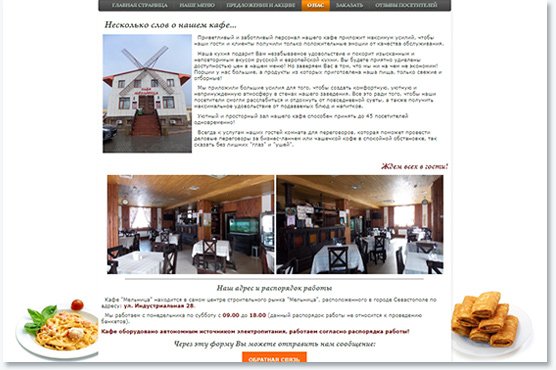 ГЛАВНАЯ СТРАНИЦА НАШЕ МЕНЮ ПРЕДЛОЖЕНИЯ И АКЦИИ О НАС ЗАКАЗАТЬ ОТЗЫВЫ ПОСЕТИТЕЛЕЙ
Несколько слов о нашем кафе...
Приветливый и заботливый персонал нашего кафе приложит максимум усилий, чтобы
наши гости и клиенты получили только положительные эмоции от качества обслуживания.
Наша кухня подарит Вам незабываемое удовольствие и покорит изысканным и
неповторимым вкусом русской и европейской кухни. Вы будете приятно удивлены
доступностью цен в нашем меню! Но заверяем Вас в том, что мы ни на чем не экономим!
Порции у нас большие, а продукты из которых приготовлена наша пища, только свежие и
отборные!
Мы приложили большие усилия для того, чтобы создать комфортную, уютную и
непринужденную атмосферу в стенах нашего заведения. Все это ради того, чтобы наши
посетители смогли расслабиться и отдохнуть от повседневной суеты, а также получить
максимальное удовольствие от подаваемых блюд и напитков.
Уютный и просторный зал нашего кафе способен принять до 45 посетителей
одновременно!
Всегда к услугам наших гостей комната для переговоров, которая поможет провести
деловые переговоры за бизнес-ланчем или чашечкой кофе в спокойной обстановке, так
сказать без лишних "глаз" и "ушей".
Ждем всех в гости!
Наш адрес и распорядок работы
Кафе "Мельница" находится в самом центре строительного рынка "Мельница", расположенного в городе Севастополе по
адресу: ул. Индустриальная 28.
Мы работаем с понедельника по субботу с 09.00 до 18.00 (данный распорядок работы не относится к проведению
банкетов).
Кафе оборудовано автономным источником электропитания, работаем согласно распорядка работы!
Через эту форму Вы можете отправить нам сообщение:
ОБРАТНАЯ СВЯЗЬ